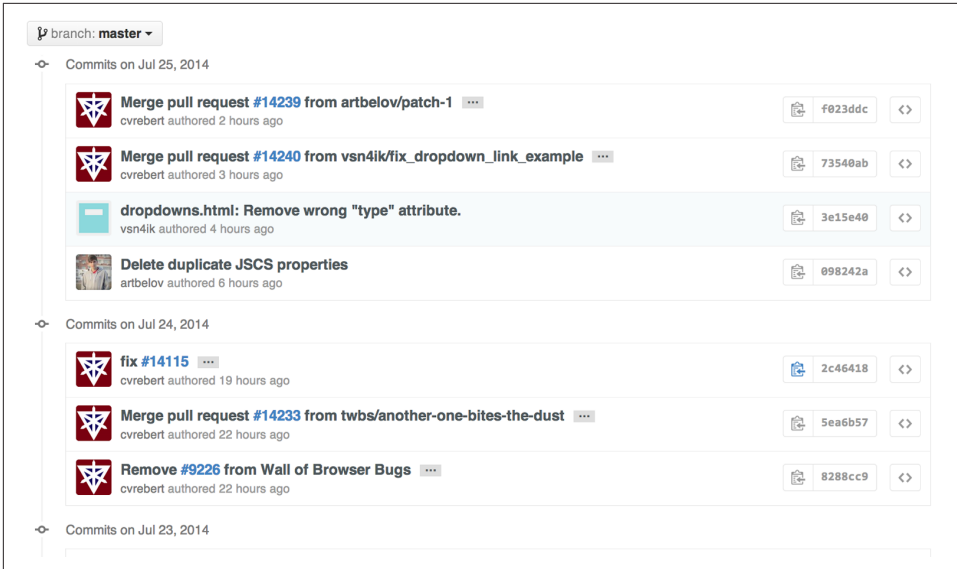 branch: master
Commits on Jul 25, 2014
Merge pull request #14239 from artbelov/patch-1 ...
cvrebert authored 2 hours ago
f023ddc
Merge pull request #14240 from vsn4ik/fix_dropdown_link_example ...
cvrebert authored 3 hours ago
73540ab
dropdowns.html: Remove wrong "type" attribute.
vsn4ik authored 4 hours ago
3e15e40
Delete duplicate JSCS properties
artbelov authored 6 hours ago
098242a
Commits on Jul 24, 2014
fix #14115 ...
cvrebert authored 19 hours ago
2c46418
Merge pull request #14233 from twbs/another-one-bites-the-dust ...
cvrebert authored 22 hours ago
5ea6b57
Remove #9226 from Wall of Browser Bugs ...
cvrebert authored 22 hours ago
8288cc9
Commits on Jul 23, 2014